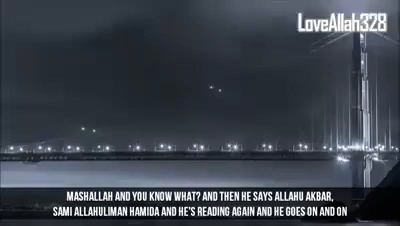 LoveAllah328
MASHALLAH AND YOU KNOW WHAT? AND THEN HE SAYS ALLAHU AKBAR,
SAMI ALLAHULIMAN HAMIDA AND HE'S READING AGAIN AND HE GOES ON AND ON